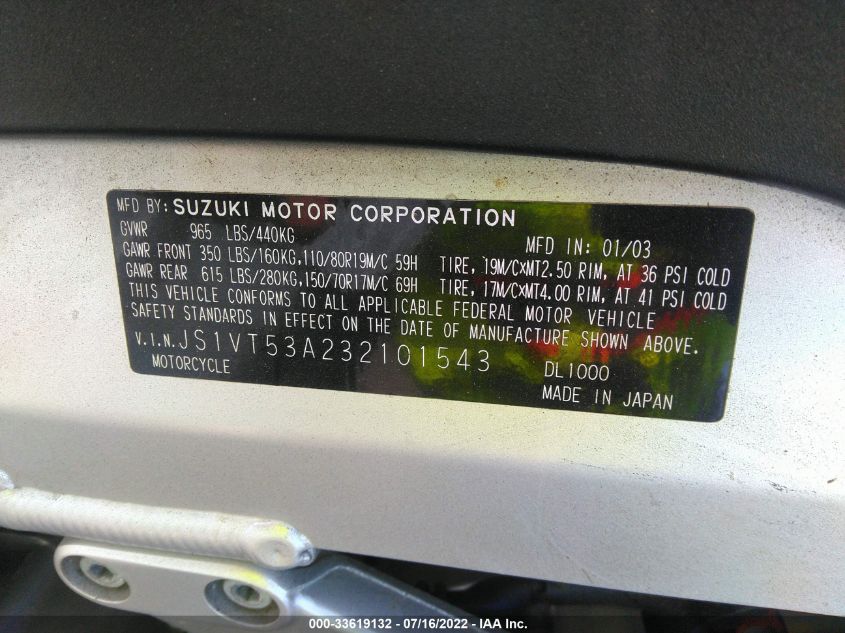 MFD BY: SUZUKI MOTOR CORPORATION
GVWR 965 LBS/440KG MFD IN: 01/03
GAWR FRONT 350 LBS/160KG,110/80R19M/C 59H TIRE, 19M/C×MT2.50 RIM, AT 36 PSI COLD
GAWR REAR 615 LBS/280KG,150/70R17M/C 69H TIRE, 17M/C×MT4.00 RIM, AT 41 PSI COLD
THIS VEHICLE CONFORMS TO ALL APPLICABLE FEDERAL MOTOR VEHICLE
SAFETY STANDARDS IN EFFECT ON THE DATE OF MANUFACTURE SHOWN ABOVE.
V.I.N. JS1VT53A232101543
MOTORCYCLE DL1000
MADE IN JAPAN
000-33619132 - 07/16/2022 - IAA Inc.